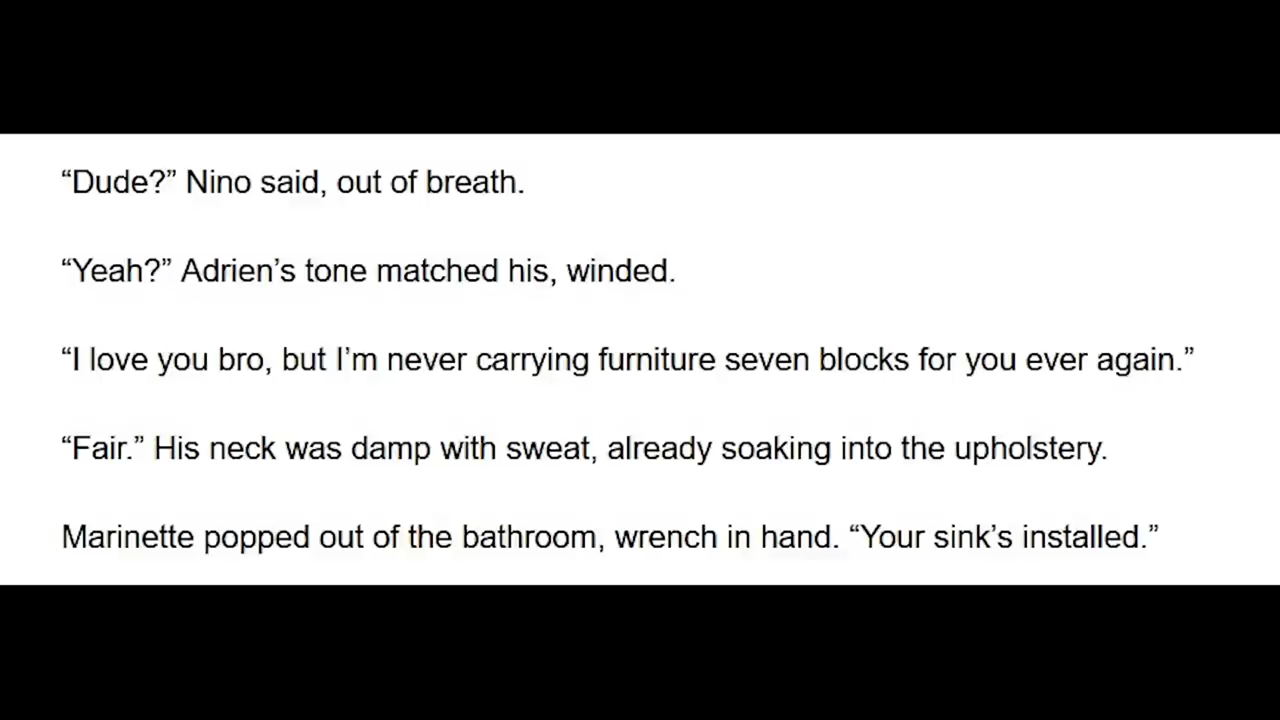 “Dude?” Nino said, out of breath.
“Yeah?” Adrien’s tone matched his, winded.
“I love you bro, but I’m never carrying furniture seven blocks for you ever again.”
“Fair.” His neck was damp with sweat, already soaking into the upholstery.
Marinette popped out of the bathroom, wrench in hand. “Your sink’s installed.”